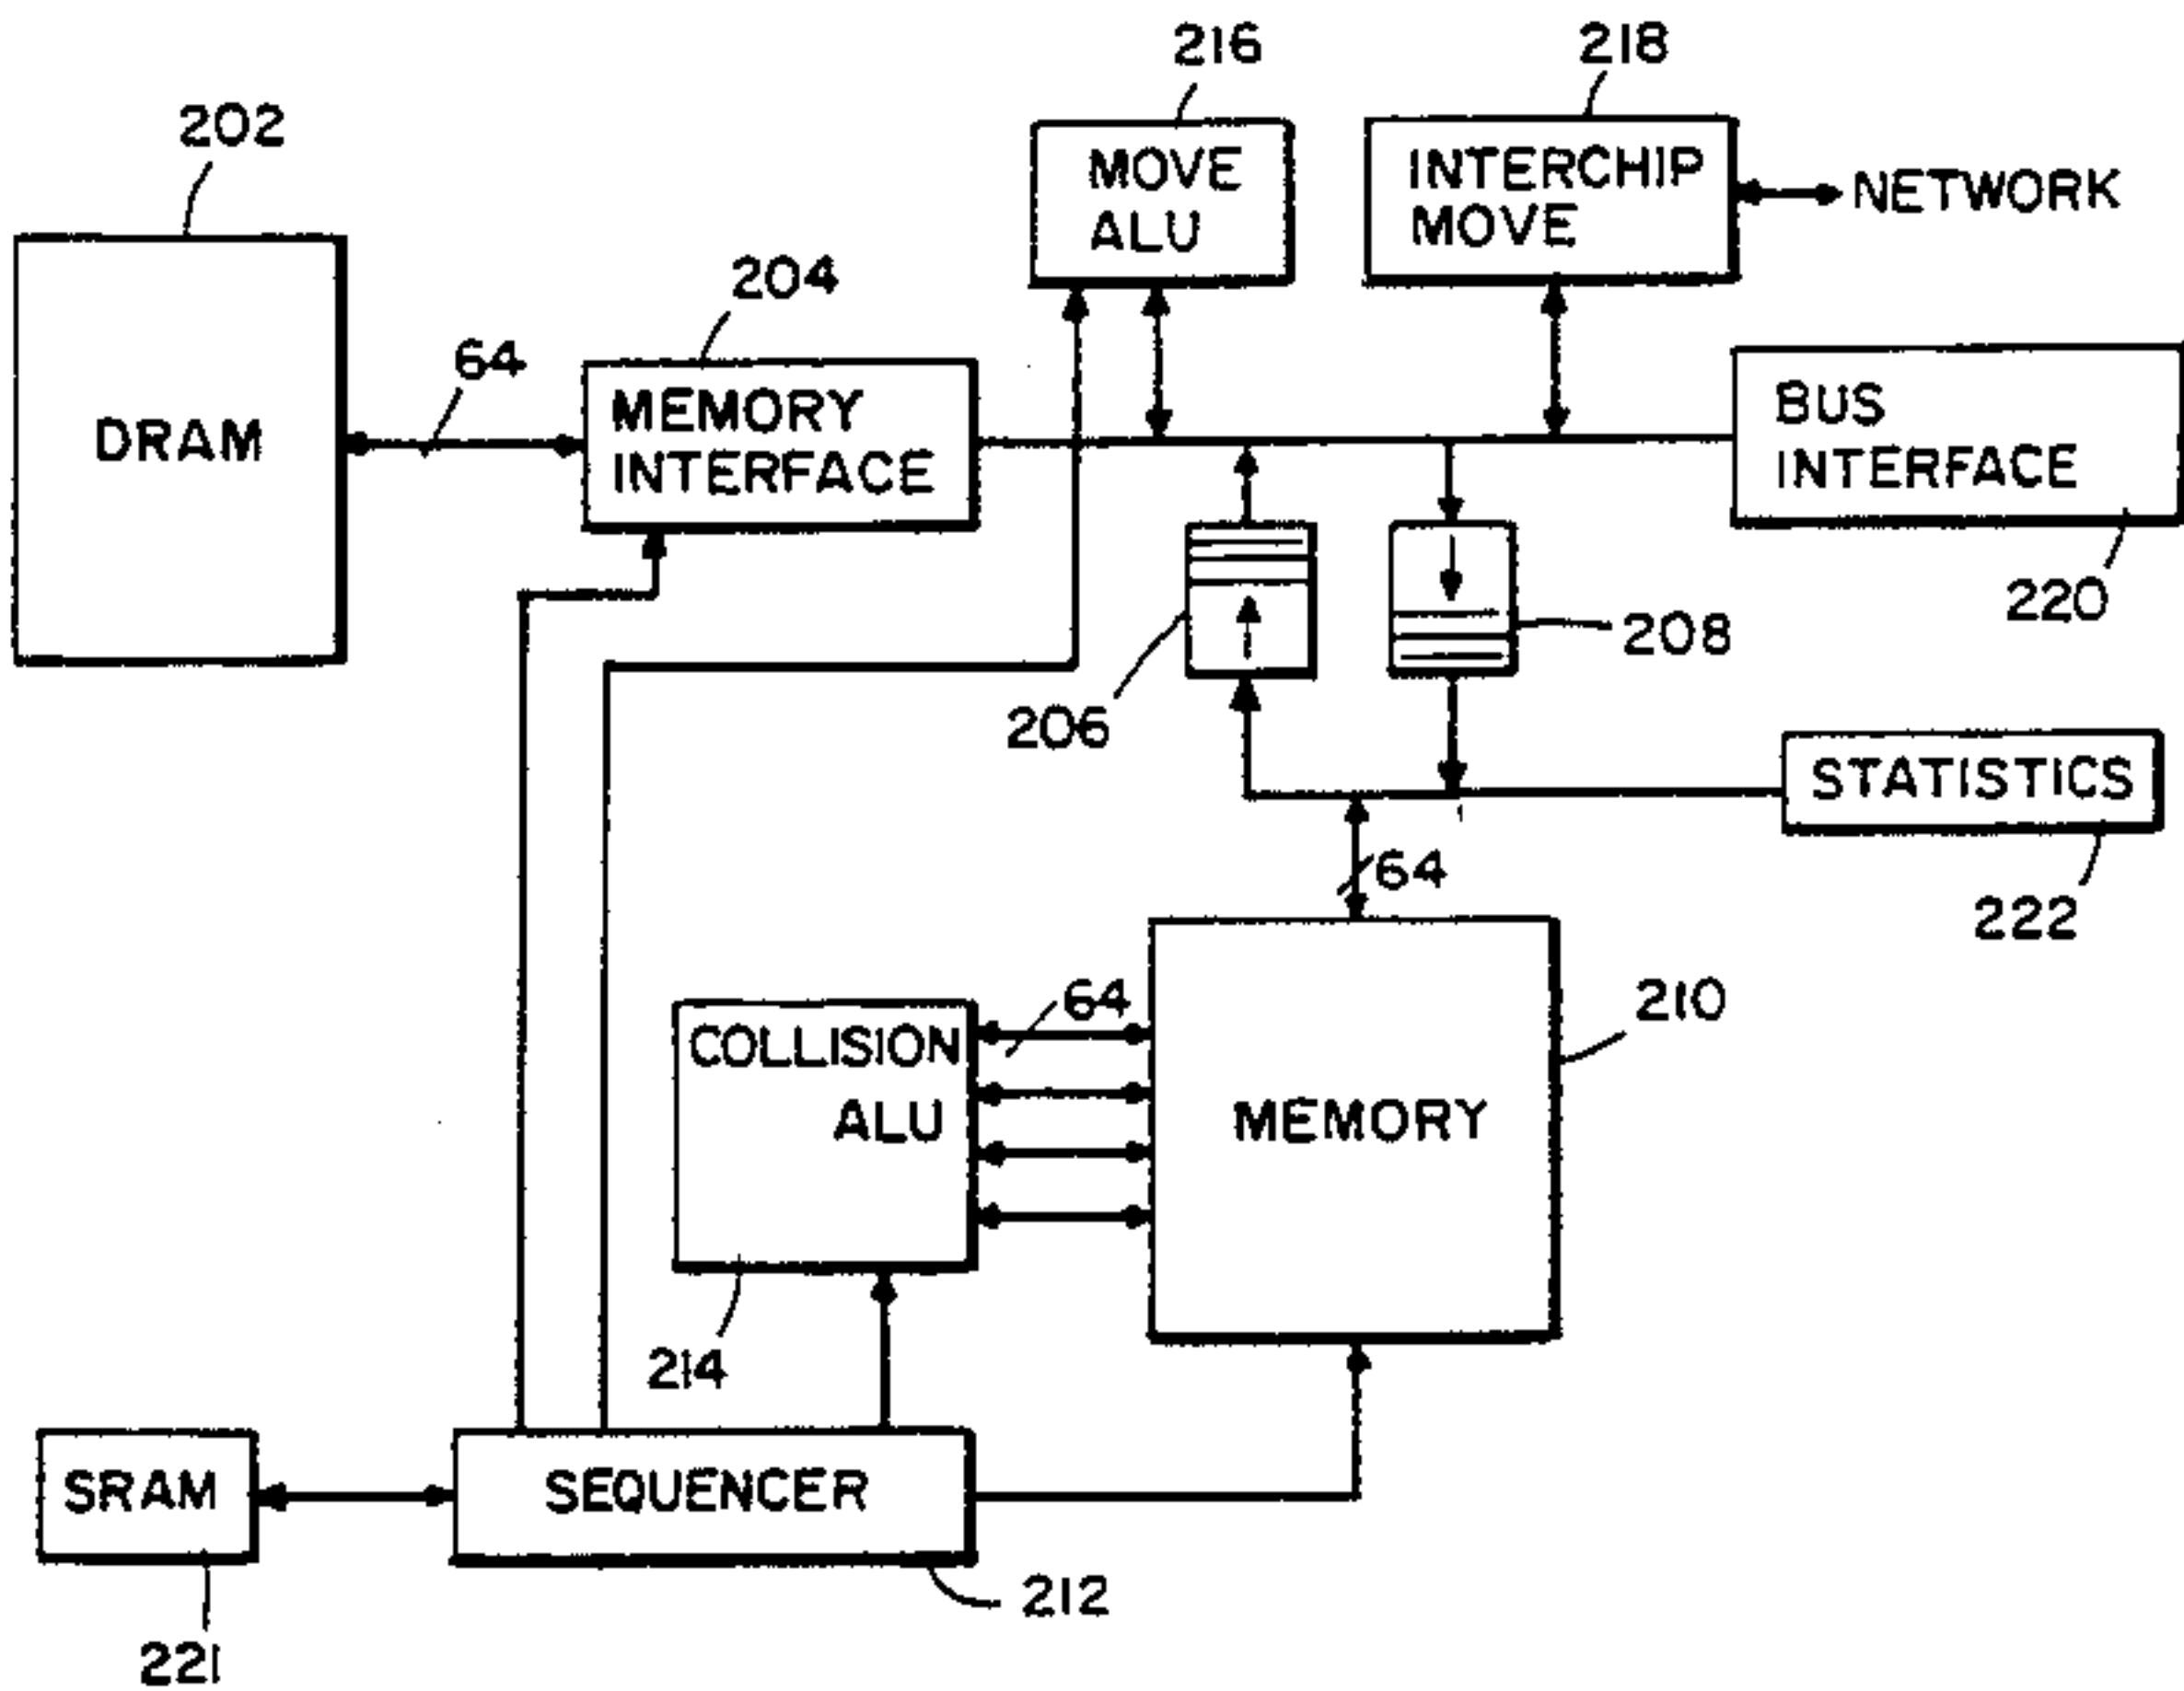 216
218
202
MOVE
ALU
INTERCHIP
MOVE
NETWORK
204
64
DRAM
MEMORY
INTERFACE
BUS
INTERFACE
220
208
206
STATISTICS
64
222
64
210
COLLISION
ALU
MEMORY
214
SRAM
SEQUENCER
212
221